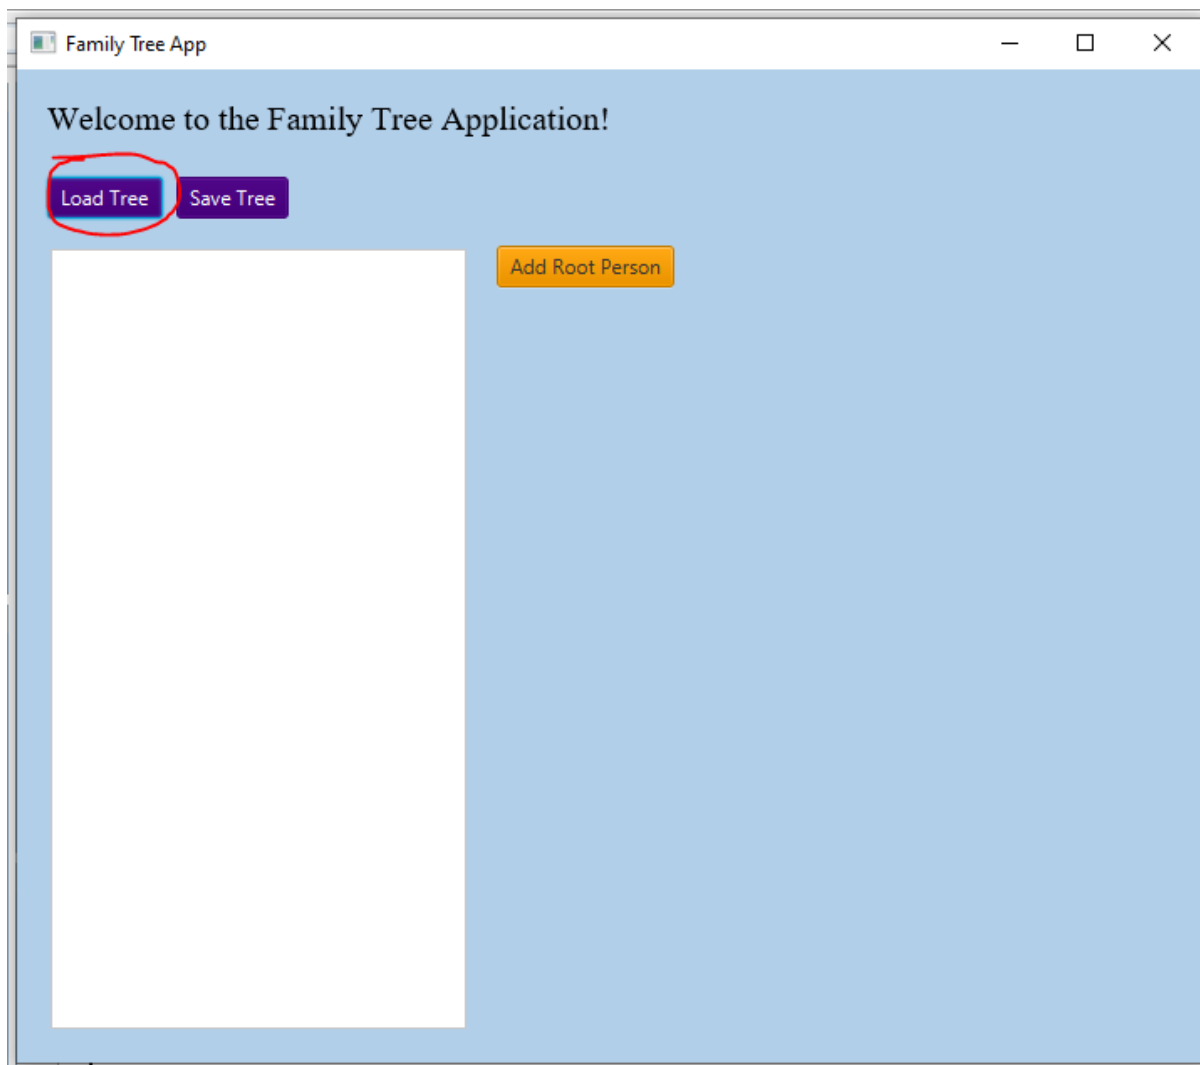 Family Tree App
Welcome to the Family Tree Application!
Load Tree Save Tree
Add Root Person